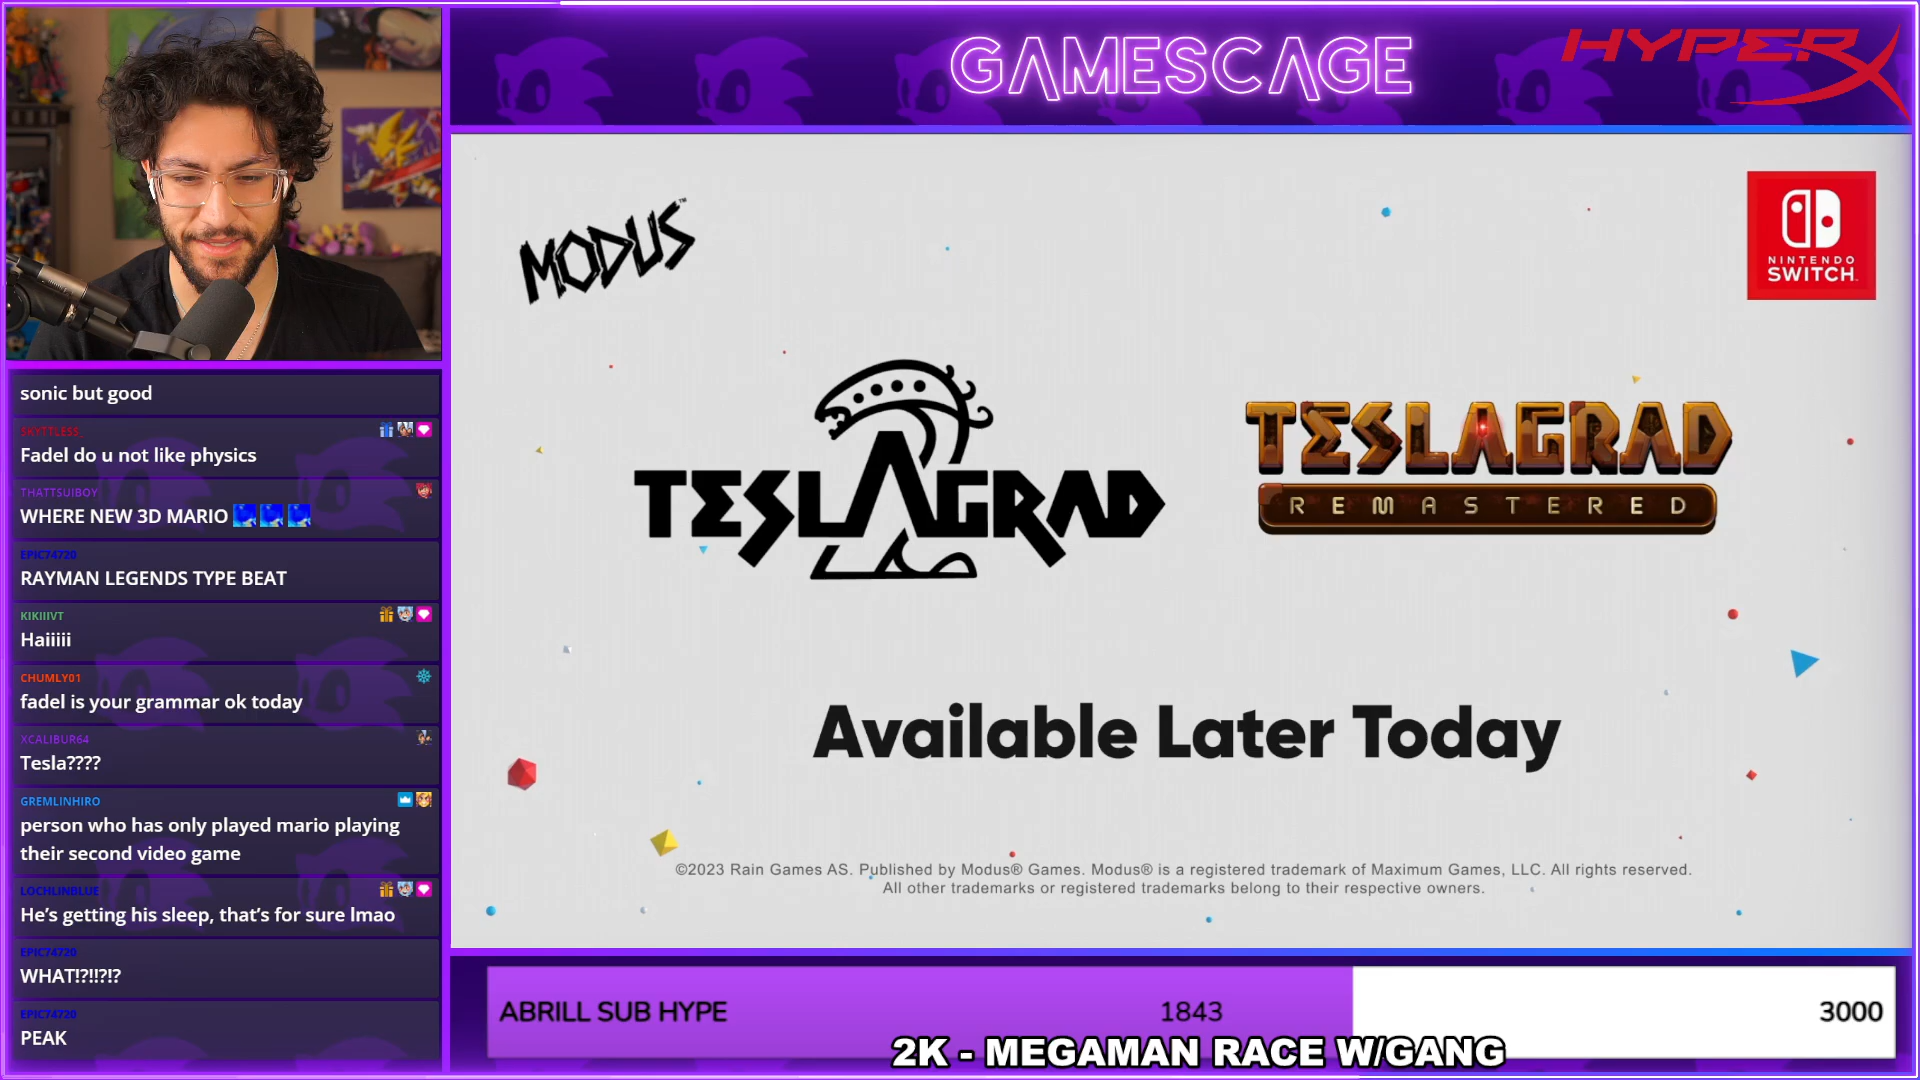 GAMESCAGE
HYPERX
MODUS™
NINTENDO
SWITCH
TESLAGRAD
TESLAGRAD
REMASTERED
Available Later Today
©2023 Rain Games AS. Published by Modus® Games. Modus® is a registered trademark of Maximum Games, LLC. All rights reserved.
All other trademarks or registered trademarks belong to their respective owners.
sonic but good
SKYTTLESS_
Fadel do u not like physics
THATTSUIBOY
WHERE NEW 3D MARIO
EPIC74720
RAYMAN LEGENDS TYPE BEAT
KIKIIIVT
Haiiiii
CHUMLY01
fadel is your grammar ok today
XCALIBUR64
Tesla????
GREMLINHIRO
person who has only played mario playing
their second video game
LOCHLINBLUE
He's getting his sleep, that's for sure lmao
EPIC74720
WHAT!?!!?!?
EPIC74720
PEAK
ABRILL SUB HYPE 1843 3000
2K - MEGAMAN RACE W/GANG